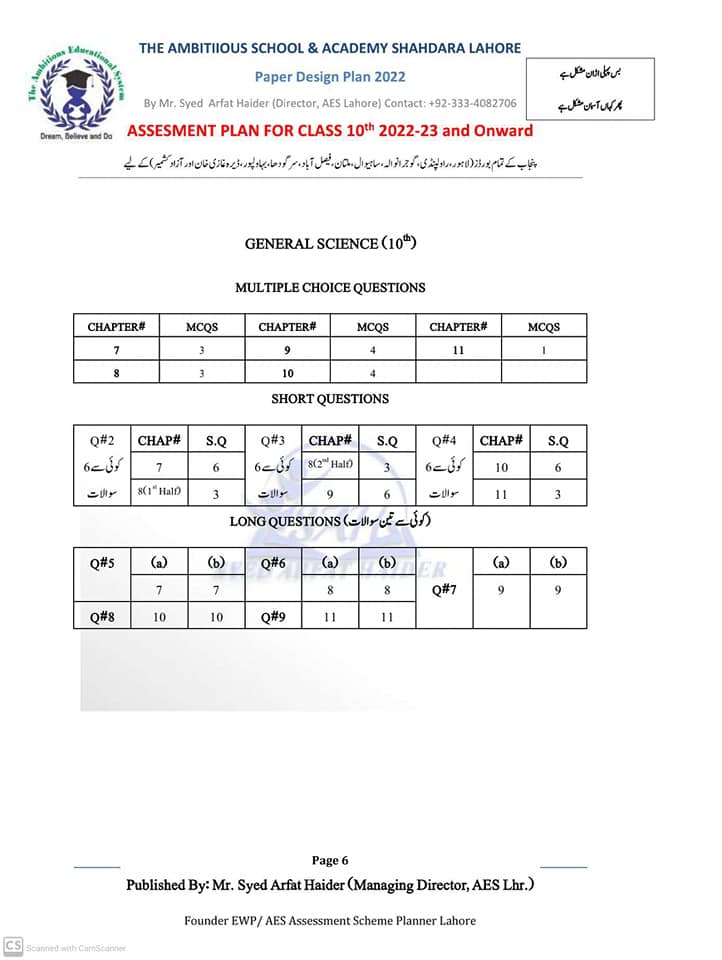 THE AMBITIIOUS SCHOOL & ACADEMY SHAHDARA LAHORE
Paper Design Plan 2022
By Mr. Syed Arfat Haider (Director, AES Lahore) Contact: +92-333-4082706
ASSESMENT PLAN FOR CLASS 10th 2022-23 and Onward
بس پہلی اڑان مشکل ہے
پھر کہاں آسمان مشکل ہے
The Ambitious Educational System
Dream, Believe and Do
پنجاب کے تمام بورڈز (لاہور، راولپنڈی، گوجرانوالہ، ساہیوال، ملتان، فیصل آباد، سرگودھا، بہاولپور، ڈیرہ غازی خان اور آزاد کشمیر) کے لیے
GENERAL SCIENCE (10th)
MULTIPLE CHOICE QUESTIONS
CHAPTER# MCQS CHAPTER# MCQS CHAPTER# MCQS
7 3 9 4 11 1
8 3 10 4
SHORT QUESTIONS
Q#2 CHAP# S.Q Q#3 CHAP# S.Q Q#4 CHAP# S.Q
کوئی سے 6 7 6 کوئی سے 6 8(2nd Half) 3 کوئی سے 6 10 6
سوالات 8(1st Half) 3 سوالات 9 6 سوالات 11 3
LONG QUESTIONS (کوئی سے تین سوالات)
Q#5 (a) (b) Q#6 (a) (b) Q#7 (a) (b)
7 7 8 8 9 9
Q#8 10 10 Q#9 11 11
SYED ARFAT HAIDER
Page 6
Published By: Mr. Syed Arfat Haider (Managing Director, AES Lhr.)
Founder EWP/ AES Assessment Scheme Planner Lahore
CS Scanned with CamScanner